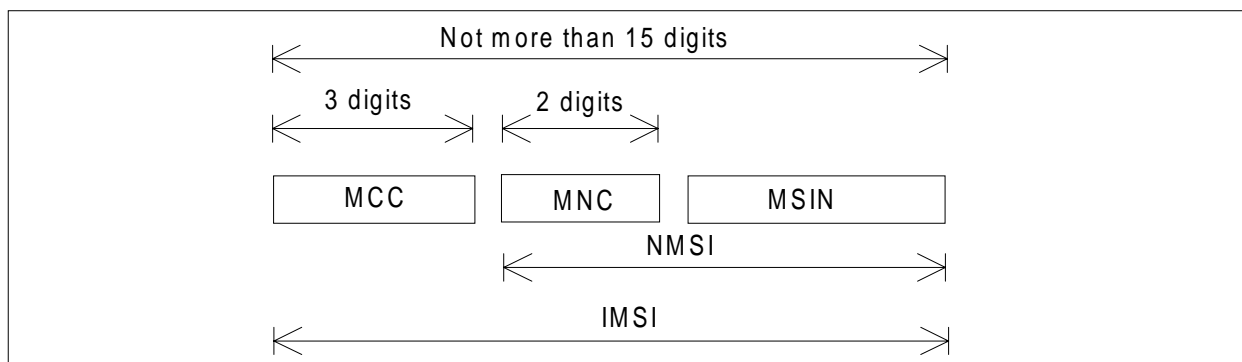 Not more than 15 digits
3 digits 2 digits
MCC MNC MSIN
NMSI
IMSI